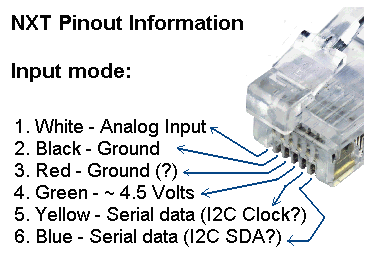 NXT Pinout Information
Input mode:
1. White - Analog Input
2. Black - Ground
3. Red - Ground (?)
4. Green - ~ 4.5 Volts
5. Yellow - Serial data (I2C Clock?)
6. Blue - Serial data (I2C SDA?)